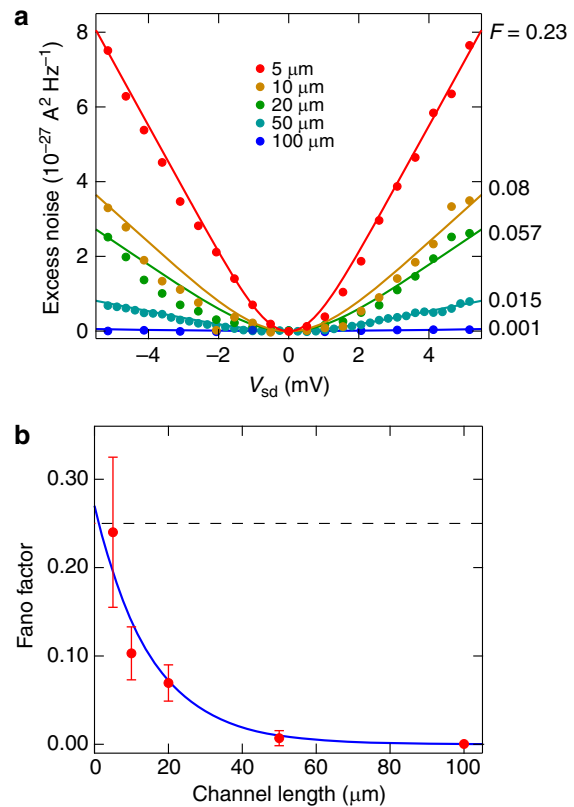 a
8
6
4
2
0
Excess noise (10⁻²⁷ A² Hz⁻¹)
5 μm
10 μm
20 μm
50 μm
100 μm
F = 0.23
0.08
0.057
0.015
0.001
−4
−2
0
2
4
V_sd (mV)
b
0.30
0.20
0.10
0.00
Fano factor
0
20
40
60
80
100
Channel length (μm)